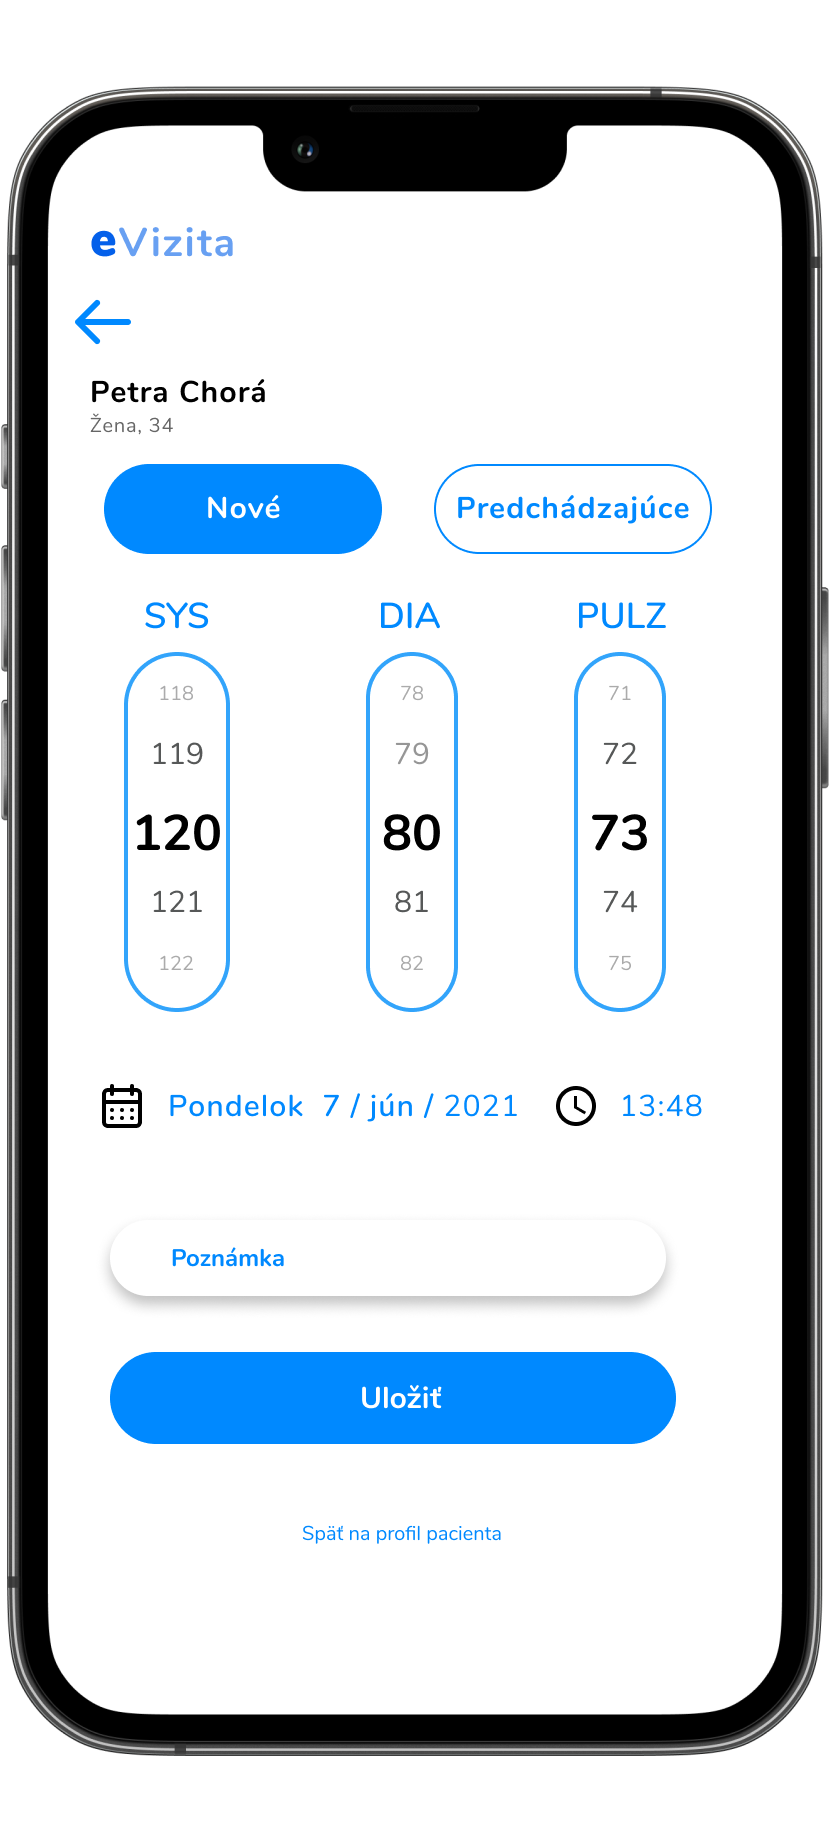 eVizita
Petra Chorá
Žena, 34
Nové Predchádzajúce
SYS DIA PULZ
118 78 71
119 79 72
120 80 73
121 81 74
122 82 75
Pondelok 7 / jún / 2021 13:48
Poznámka
Uložiť
Späť na profil pacienta